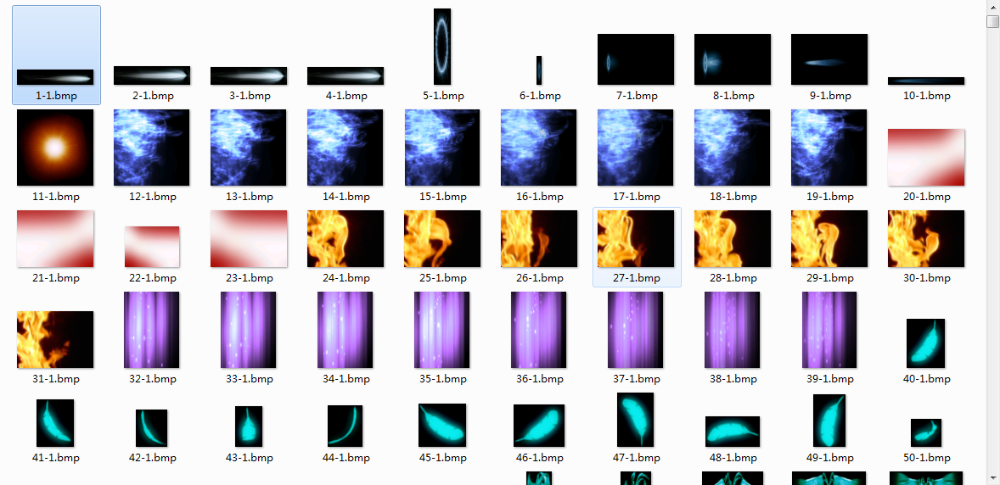 1-1.bmp 2-1.bmp 3-1.bmp 4-1.bmp 5-1.bmp 6-1.bmp 7-1.bmp 8-1.bmp 9-1.bmp 10-1.bmp
11-1.bmp 12-1.bmp 13-1.bmp 14-1.bmp 15-1.bmp 16-1.bmp 17-1.bmp 18-1.bmp 19-1.bmp 20-1.bmp
21-1.bmp 22-1.bmp 23-1.bmp 24-1.bmp 25-1.bmp 26-1.bmp 27-1.bmp 28-1.bmp 29-1.bmp 30-1.bmp
31-1.bmp 32-1.bmp 33-1.bmp 34-1.bmp 35-1.bmp 36-1.bmp 37-1.bmp 38-1.bmp 39-1.bmp 40-1.bmp
41-1.bmp 42-1.bmp 43-1.bmp 44-1.bmp 45-1.bmp 46-1.bmp 47-1.bmp 48-1.bmp 49-1.bmp 50-1.bmp